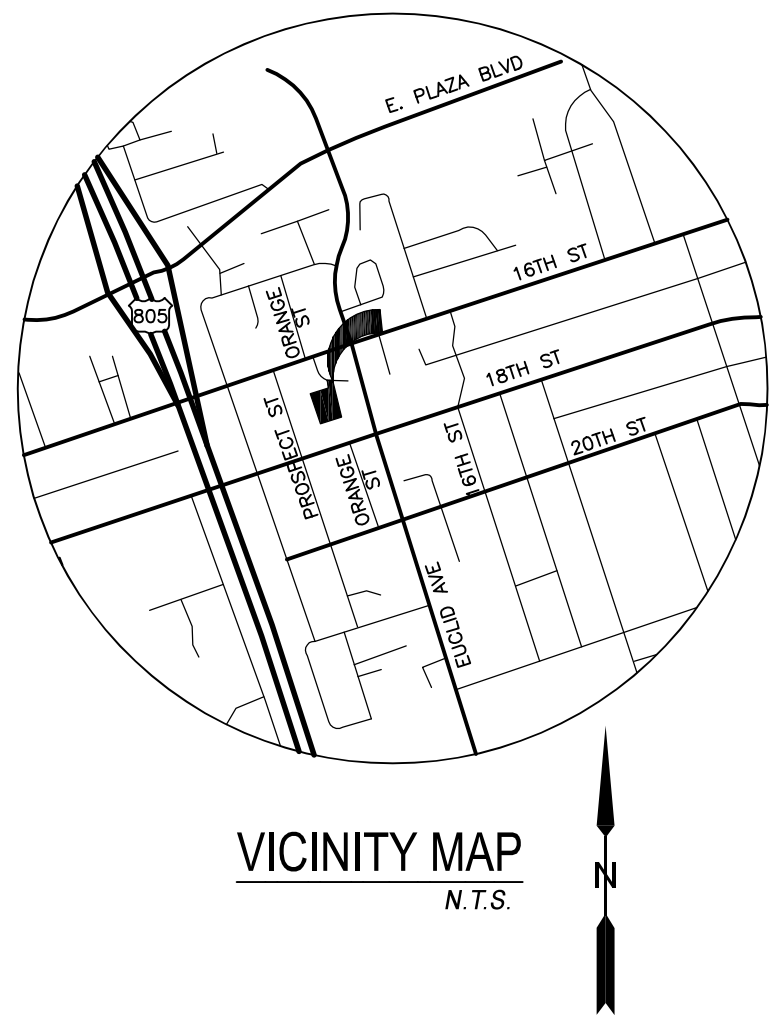 E. PLAZA BLVD
16TH ST
805
ORANGE
ST
18TH ST
PROSPECT ST
16TH ST
20TH ST
ORANGE
ST
EUCLID AVE
VICINITY MAP
N.T.S.
N